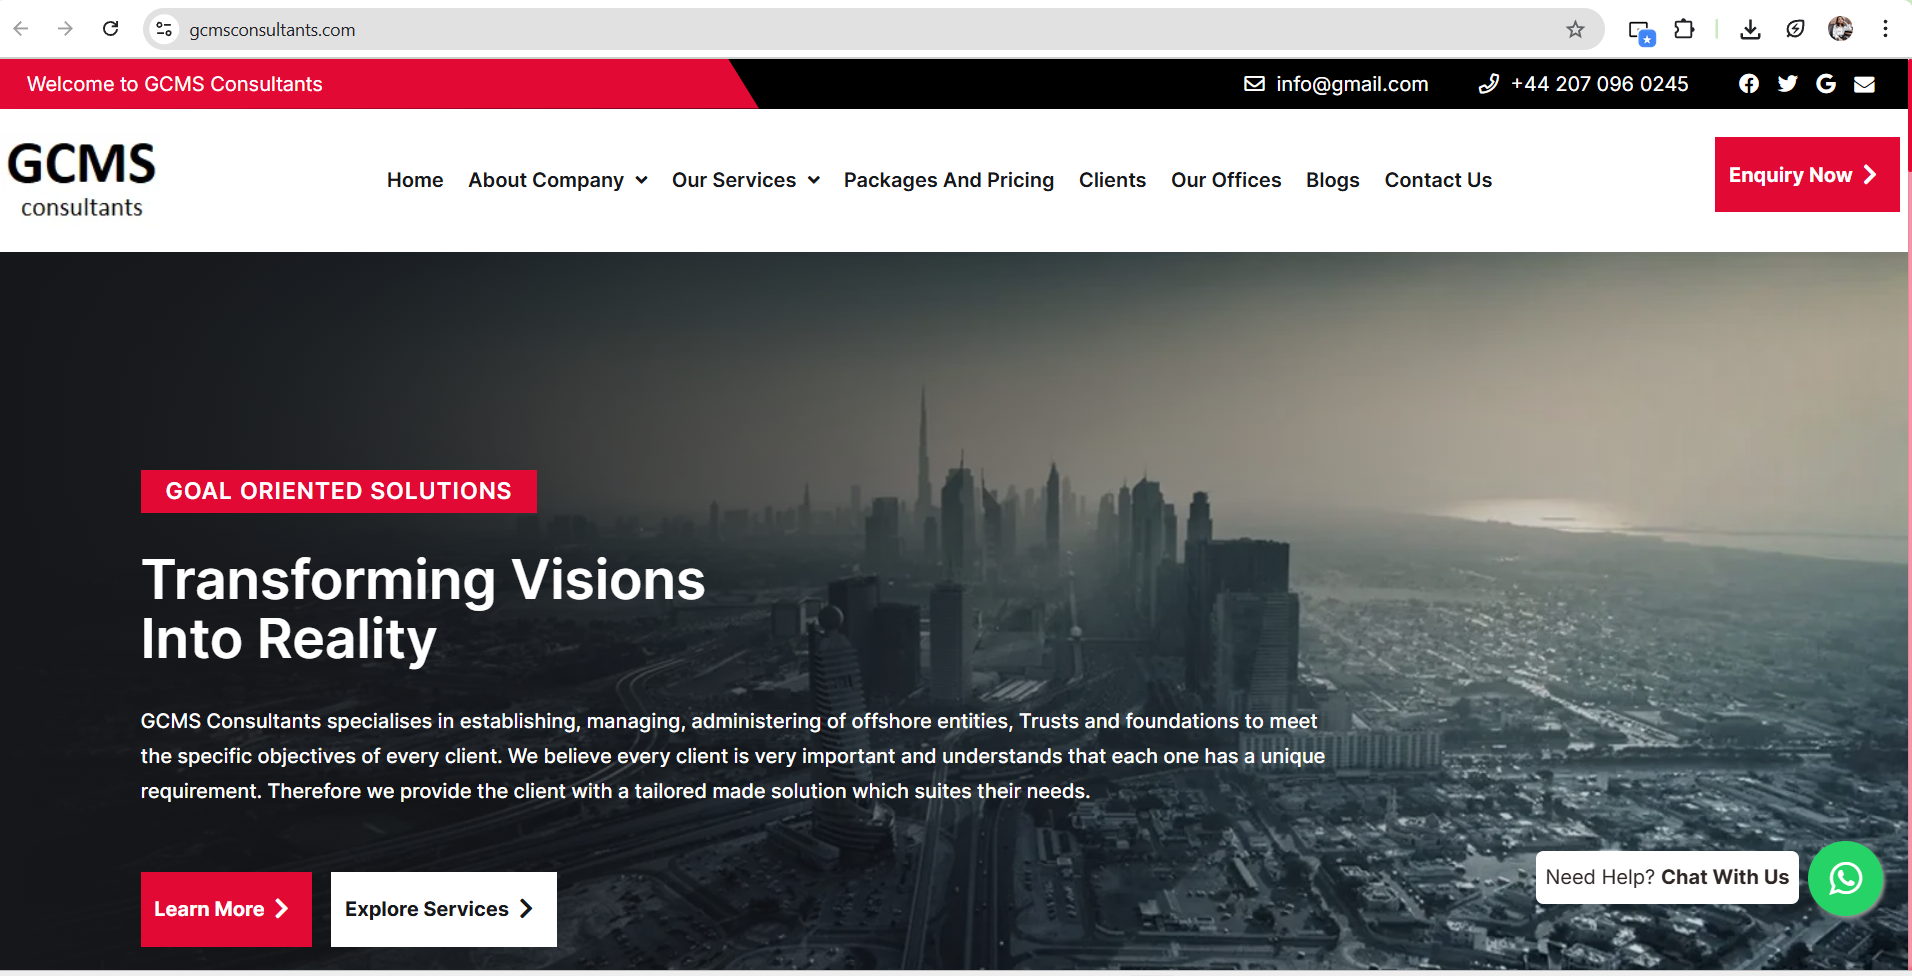 gcmsconsultants.com
Welcome to GCMS Consultants
info@gmail.com
+44 207 096 0245
GCMS
consultants
Home
About Company
Our Services
Packages And Pricing
Clients
Our Offices
Blogs
Contact Us
Enquiry Now
GOAL ORIENTED SOLUTIONS
Transforming Visions
Into Reality
GCMS Consultants specialises in establishing, managing, administering of offshore entities, Trusts and foundations to meet
the specific objectives of every client. We believe every client is very important and understands that each one has a unique
requirement. Therefore we provide the client with a tailored made solution which suites their needs.
Learn More
Explore Services
Need Help? Chat With Us